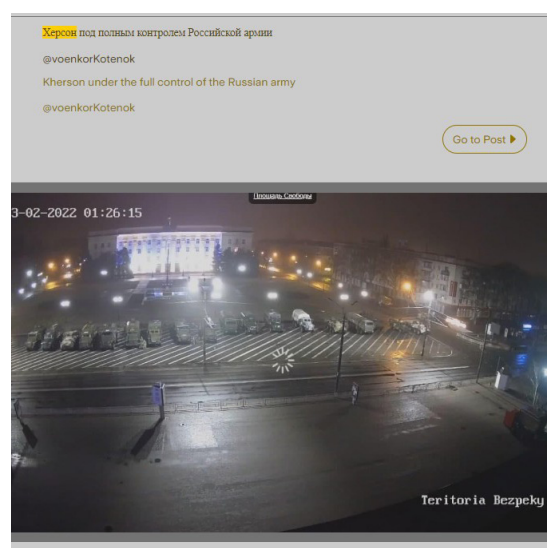 Херсон под полным контролем Российской армии
@voenkorKotenok
Kherson under the full control of the Russian army
@voenkorKotenok
Go to Post
Площадь Свободы
3-02-2022 01:26:15
Teritoria Bezpeky